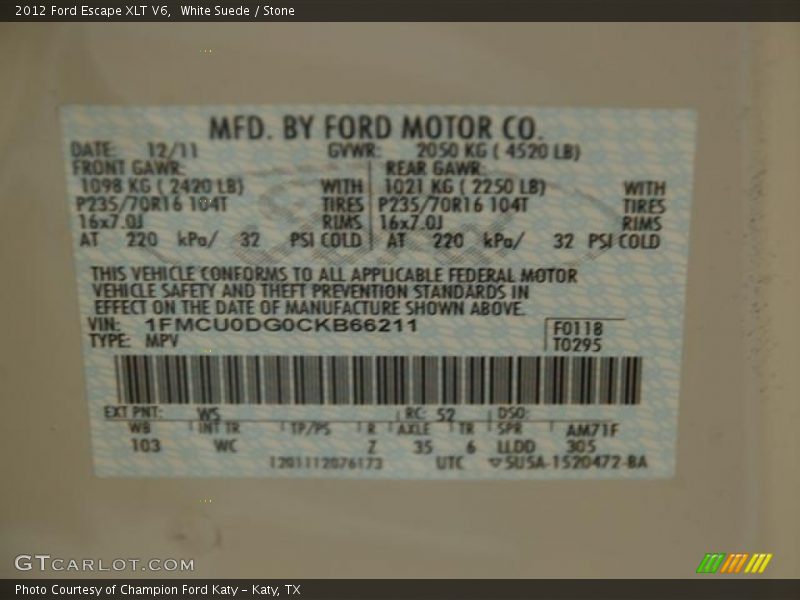 2012 Ford Escape XLT V6, White Suede / Stone
MFD. BY FORD MOTOR CO.
DATE: 12/11 GVWR: 2050 KG ( 4520 LB)
FRONT GAWR: REAR GAWR:
1098 KG ( 2420 LB) WITH 1021 KG ( 2250 LB) WITH
P235/70R16 104T TIRES P235/70R16 104T TIRES
16x7.0J RIMS 16x7.0J RIMS
AT 220 kPa/ 32 PSI COLD AT 220 kPa/ 32 PSI COLD
THIS VEHICLE CONFORMS TO ALL APPLICABLE FEDERAL MOTOR
VEHICLE SAFETY AND THEFT PREVENTION STANDARDS IN
EFFECT ON THE DATE OF MANUFACTURE SHOWN ABOVE.
VIN: 1FMCU0DG0CKB66211 F0118
TYPE: MPV T0295
EXT PNT: WS RC: 52 DSO:
WB INT TR TP/PS R AXLE TR SPR AM71F
103 WC Z 35 6 LLDD 305
1201112076173 UTC ▽5U5A-1520472-BA
GTCARLOT.COM
Photo Courtesy of Champion Ford Katy – Katy, TX